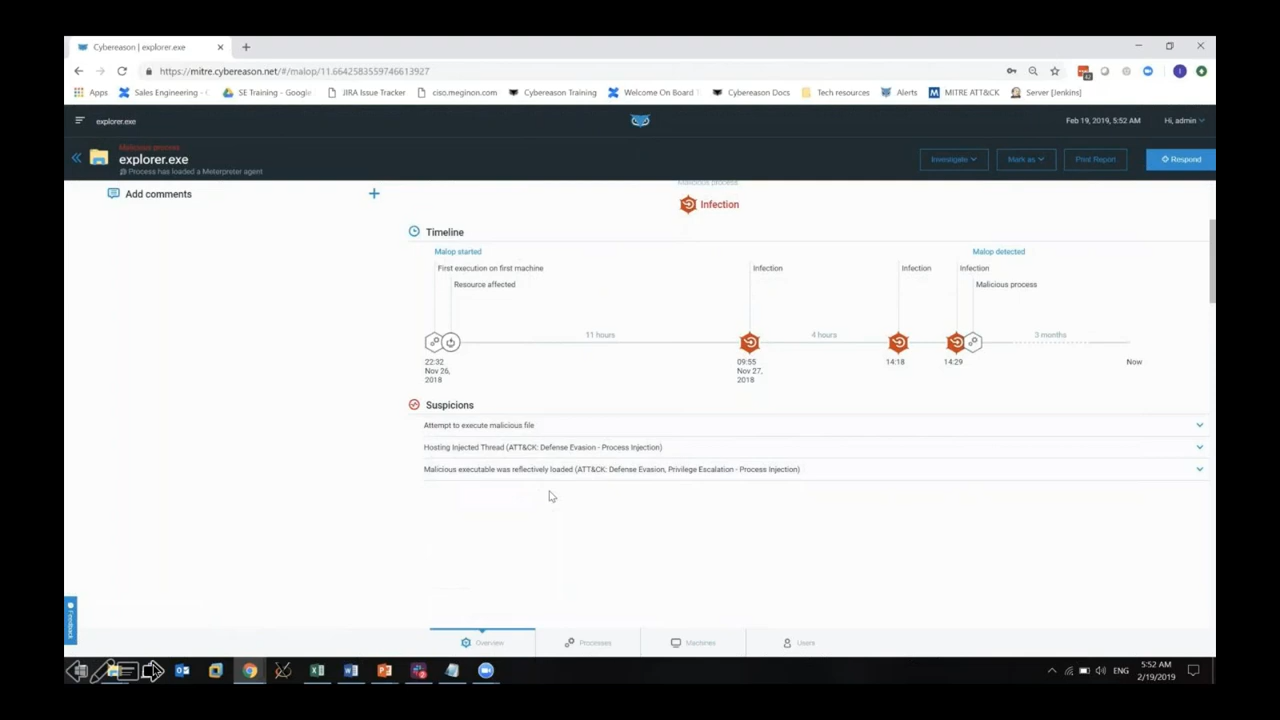 Cybereason | explorer.exe
https://mitre.cybereason.net/#/malop/11.6642583559746613927
Apps Sales Engineering - C SE Training - Google JIRA Issue Tracker ciso.meginon.com Cybereason Training Welcome On Board Cybereason Docs Tech resources Alerts MITRE ATT&CK Server [Jenkins]
explorer.exe Feb 19, 2019, 5:52 AM Hi, admin
Malicious process
explorer.exe
Process has loaded a Meterpreter agent
Investigate Mark as Print Report Respond
Malicious process
Add comments
Infection
Timeline
Malop started Malop detected
First execution on first machine Infection Infection Infection
Resource affected Malicious process
11 hours 4 hours 3 months
22:32 09:55 14:18 14:29 Now
Nov 26, Nov 27,
2018 2018
Suspicions
Attempt to execute malicious file
Hosting Injected Thread (ATT&CK: Defense Evasion - Process Injection)
Malicious executable was reflectively loaded (ATT&CK: Defense Evasion, Privilege Escalation - Process Injection)
Feedback
Overview Processes Machines Users
ENG 5:52 AM
2/19/2019